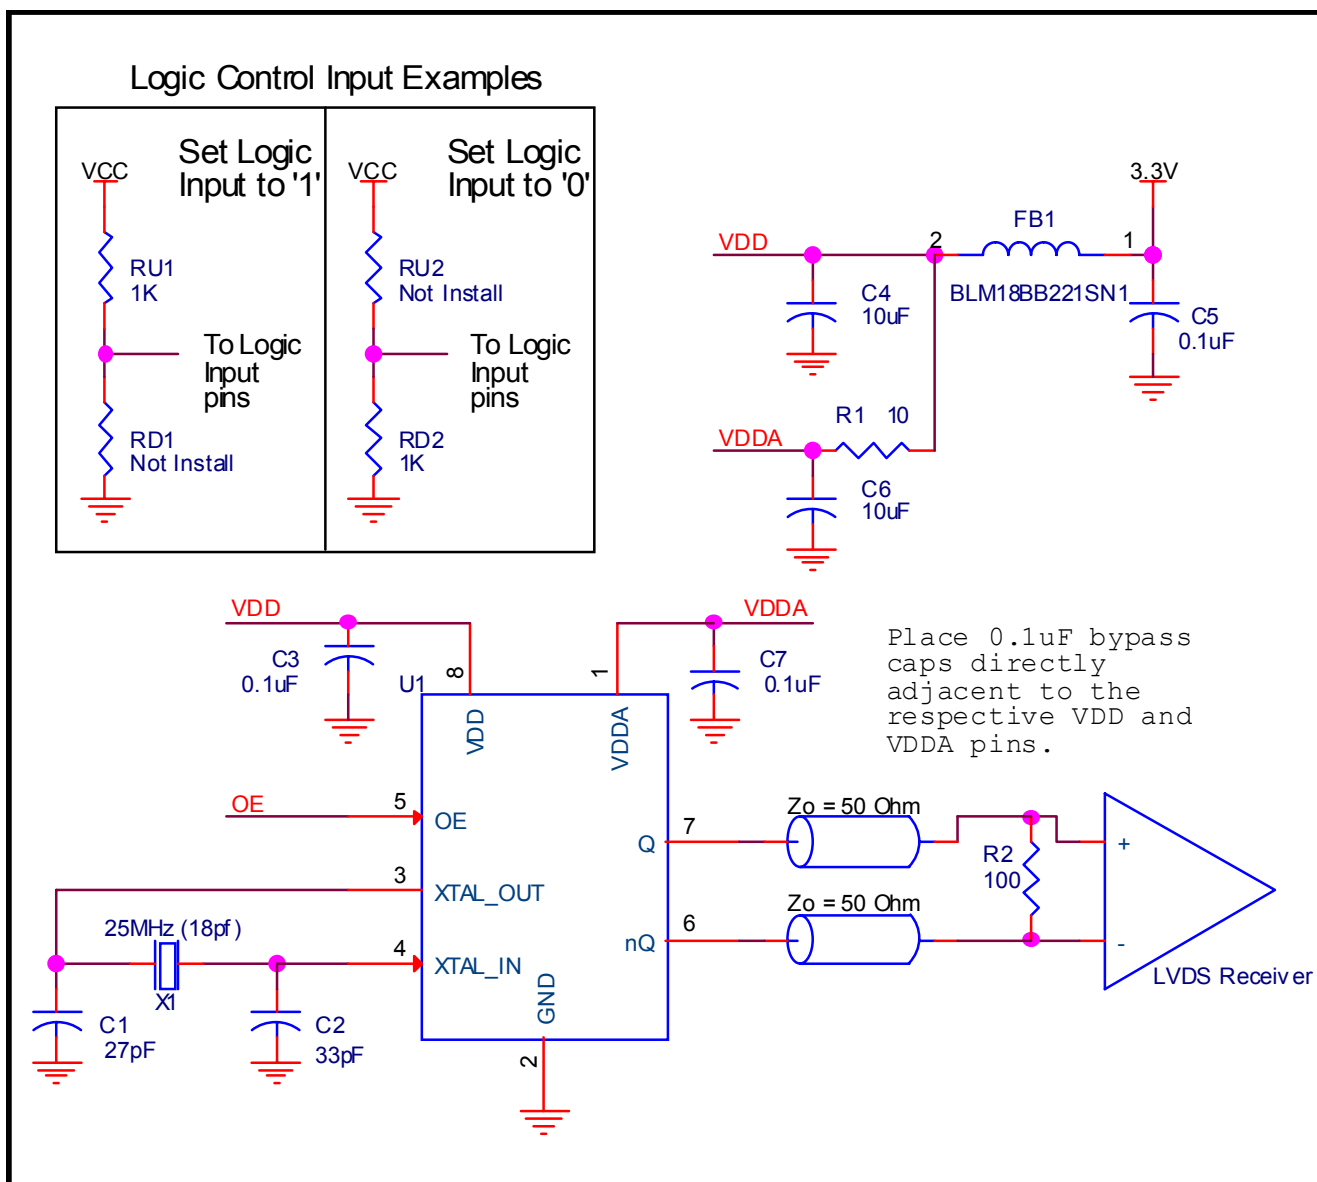 Logic Control Input Examples
Set Logic
Input to '1'
VCC
RU1
1K
To Logic
Input
pins
RD1
Not Install
Set Logic
Input to '0'
VCC
RU2
Not Install
To Logic
Input
pins
RD2
1K
3.3V
VDD
2
FB1
1
BLM18BB221SN1
C4
10uF
C5
0.1uF
VDDA
R1 10
C6
10uF
VDD
C3
0.1uF
U1
8
VDD
1
VDDA
VDDA
C7
0.1uF
Place 0.1uF bypass
caps directly
adjacent to the
respective VDD and
VDDA pins.
OE
5
OE
3
XTAL_OUT
25MHz (18pf)
X1
4
XTAL_IN
C1
27pF
C2
33pF
GND
2
Q
7
Zo = 50 Ohm
nQ
6
Zo = 50 Ohm
R2
100
+
-
LVDS Receiver